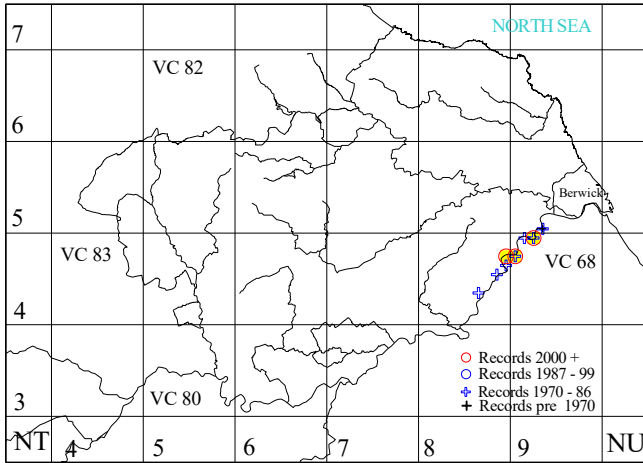 NORTH SEA
7
VC 82
6
Berwick
5
VC 83
VC 68
4
Records 2000 +
Records 1987 - 99
VC 80
Records 1970 - 86
3
Records pre 1970
NT 4 5 6 7 8 9 NU